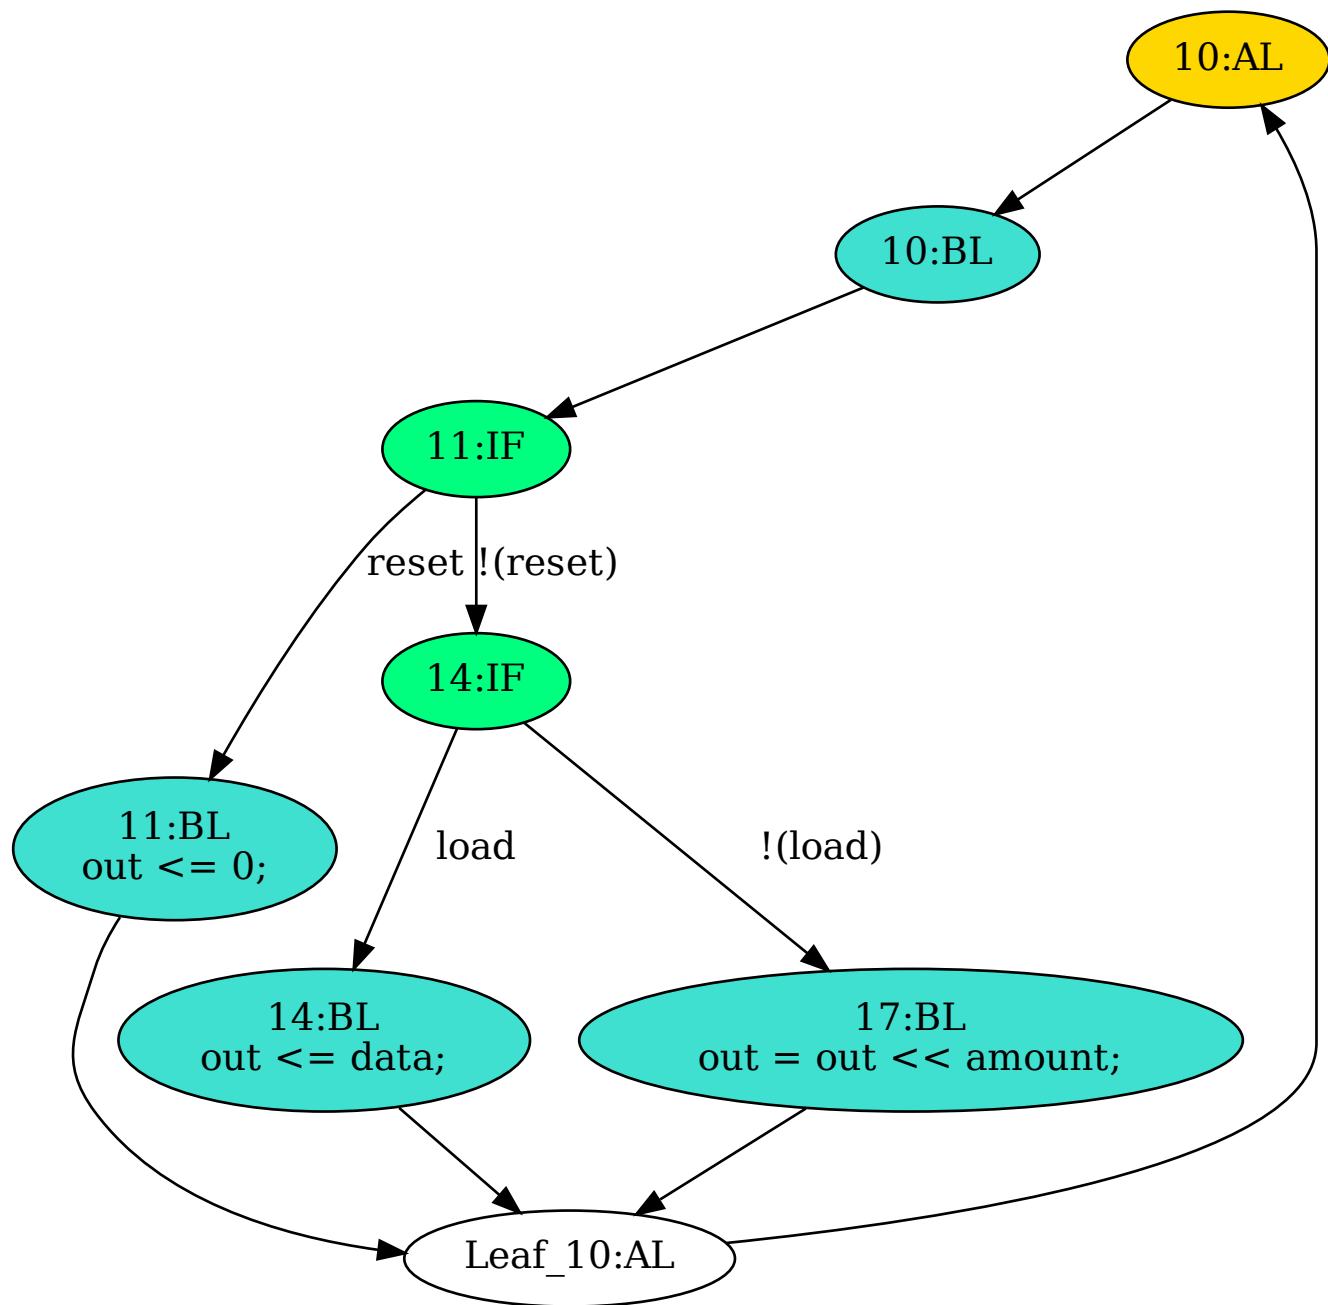 10:AL
10:BL
11:IF
reset
!(reset)
14:IF
11:BL
out <= 0;
load
!(load)
14:BL
out <= data;
17:BL
out = out << amount;
Leaf_10:AL